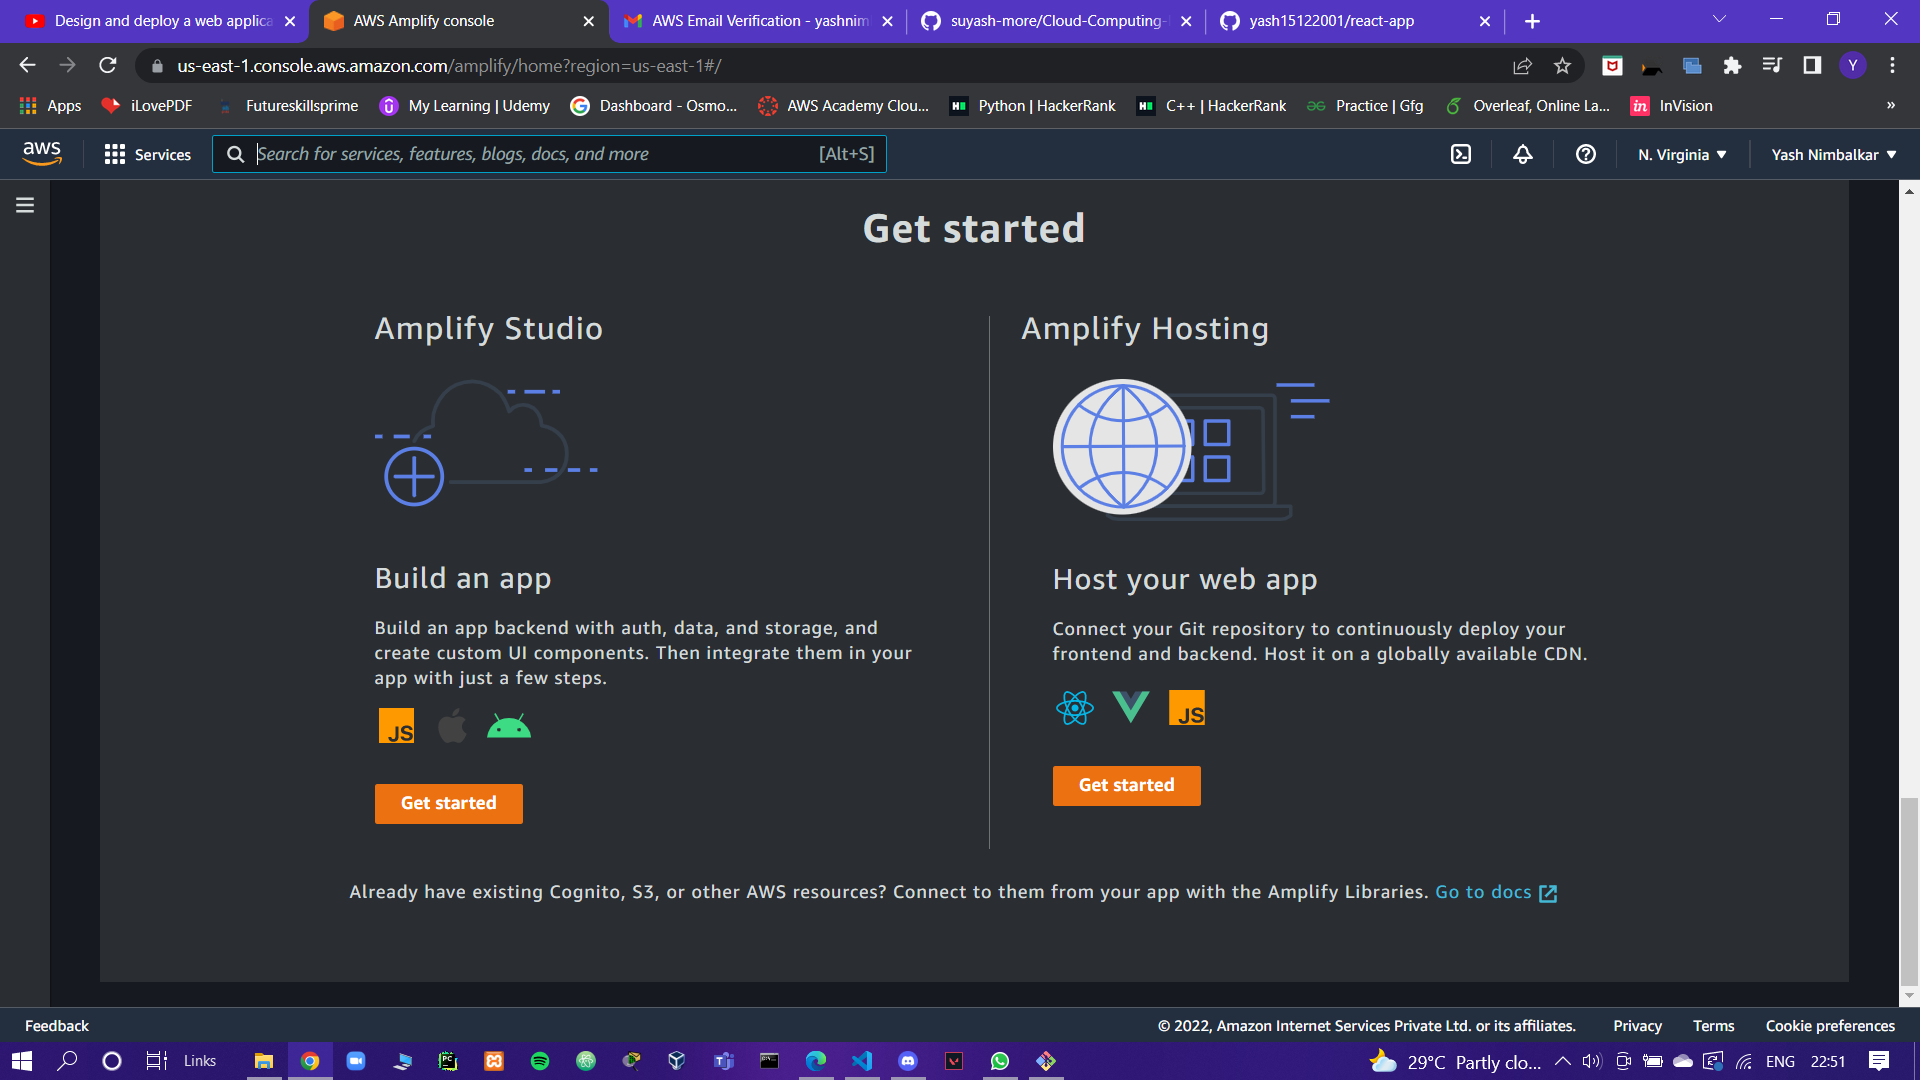 Design and deploy a web applica
AWS Amplify console
AWS Email Verification - yashnim
suyash-more/Cloud-Computing-
yash15122001/react-app
us-east-1.console.aws.amazon.com/amplify/home?region=us-east-1#/
Y
Apps
iLovePDF
Futureskillsprime
My Learning | Udemy
Dashboard - Osmo...
AWS Academy Clou...
Python | HackerRank
C++ | HackerRank
Practice | Gfg
Overleaf, Online La...
in InVision
»
aws
Services
Search for services, features, blogs, docs, and more
[Alt+S]
N. Virginia
Yash Nimbalkar
Get started
Amplify Studio
Amplify Hosting
Build an app
Build an app backend with auth, data, and storage, and
create custom UI components. Then integrate them in your
app with just a few steps.
JS
Get started
Host your web app
Connect your Git repository to continuously deploy your
frontend and backend. Host it on a globally available CDN.
JS
Get started
Already have existing Cognito, S3, or other AWS resources? Connect to them from your app with the Amplify Libraries. Go to docs
Feedback
© 2022, Amazon Internet Services Private Ltd. or its affiliates.
Privacy
Terms
Cookie preferences
Links
29°C Partly clo...
ENG
22:51